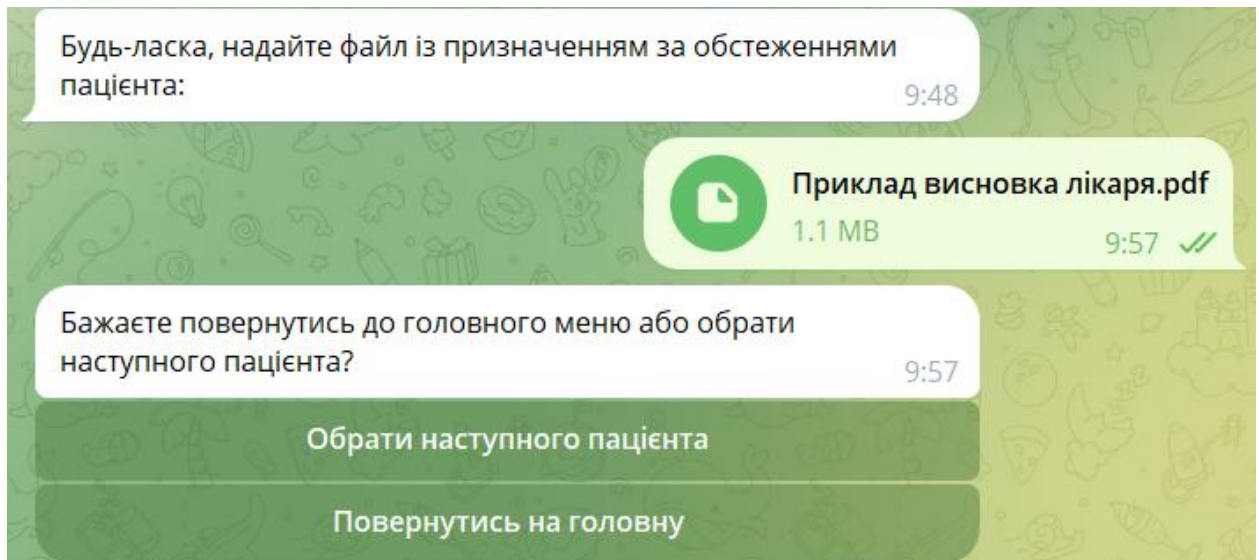 Будь-ласка, надайте файл із призначенням за обстеженнями
пацієнта:
9:48
Приклад висновка лікаря.pdf
1.1 MB
9:57
Бажаєте повернутись до головного меню або обрати
наступного пацієнта?
9:57
Обрати наступного пацієнта
Повернутись на головну